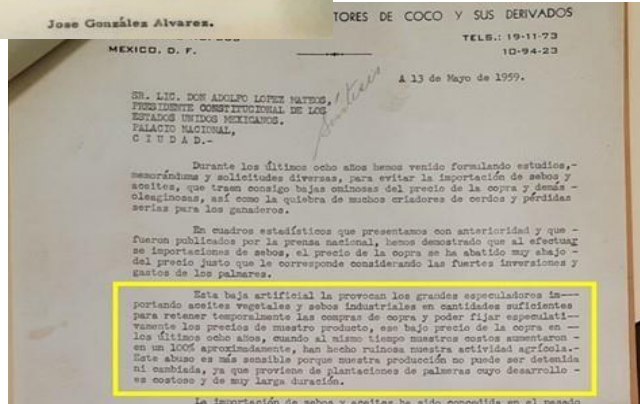 Jose González Alvarez.
TORES DE COCO Y SUS DERIVADOS
TELS.: 19-11-73
10-94-23
MEXICO, D. F.
A 13 de Mayo de 1959.
SR. LIC. DON ADOLFO LOPEZ MATEOS,
PRESIDENTE CONSTITUCIONAL DE LOS
ESTADOS UNIDOS MEXICANOS.
PALACIO NACIONAL,
C I U D A D.-
Durante los últimos ocho años hemos venido formulando estudios,-
memorándums y solicitudes diversas, para evitar la importación de sebos y
aceites, que traen consigo bajas ominosas del precio de la copra y demás -
oleaginosas, así como la quiebra de muchos criadores de cerdos y pérdidas
serias para los ganaderos.
En cuadros estadísticos que presentamos con anterioridad y que -
fueron publicados por la prensa nacional, hemos demostrado que al efectuar
se importaciones de sebos, el precio de la copra se ha abatido muy abajo -
del precio justo que le corresponde considerando las fuertes inversiones y
gastos de los palmares.
Esta baja artificial la provocan los grandes especuladores im---
portando aceites vegetales y sebos industriales en cantidades suficientes
para retener temporalmente las compras de copra y poder fijar especulati-
vamente los precios de nuestro producto, ese bajo precio de la copra en --
los últimos ocho años, cuando al mismo tiempo nuestros costos aumentaron -
en un 100% aproximadamente, han hecho ruinosa nuestra actividad agrícola.-
Este abuso es más sensible porque nuestra producción no puede ser detenida
ni cambiada, ya que proviene de plantaciones de palmeras cuyo desarrollo -
es costoso y de muy larga duración.
La importación de sebos y aceites ha sido concedida en el pasado